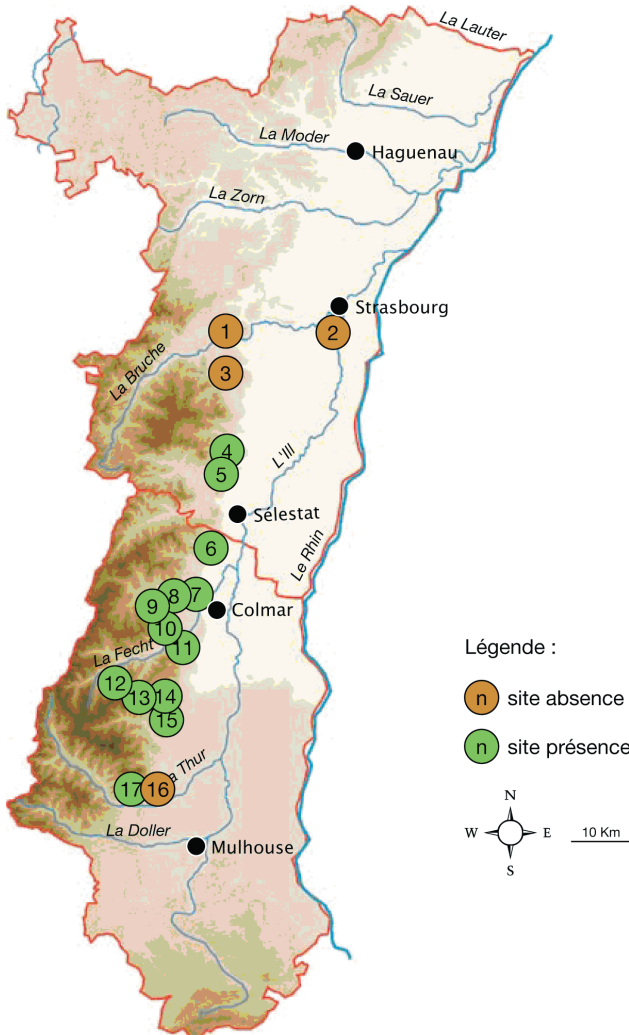 La Lauter
La Sauer
La Moder
Haguenau
La Zorn
Strasbourg
1
2
La Bruche
3
4
L'Ill
5
Sélestat
6
Le Rhin
7
8
9
Colmar
10
La Fecht
11
Légende :
12
13
14
n site absence
15
n site présence
17
16
a Thur
N
W
E
S
10 Km
La Doller
Mulhouse